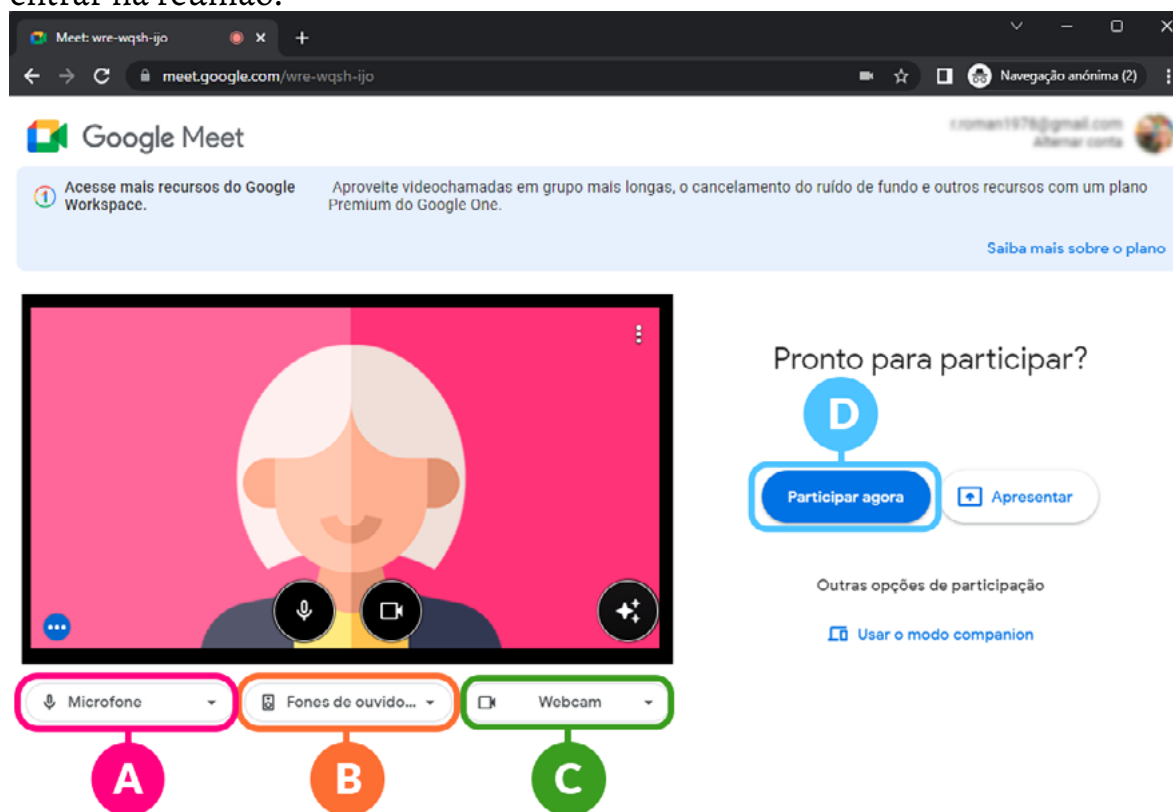 entrar na reunião.
Meet: wre-wqsh-ijo
meet.google.com/wre-wqsh-ijo
Navegação anónima (2)
Google Meet
Alternar conta
Acesse mais recursos do Google
Workspace.
Aproveite videochamadas em grupo mais longas, o cancelamento do ruído de fundo e outros recursos com um plano
Premium do Google One.
Saiba mais sobre o plano
Pronto para participar?
D
Participar agora
Apresentar
Outras opções de participação
Usar o modo companion
Microfone
Fones de ouvido...
Webcam
A
B
C